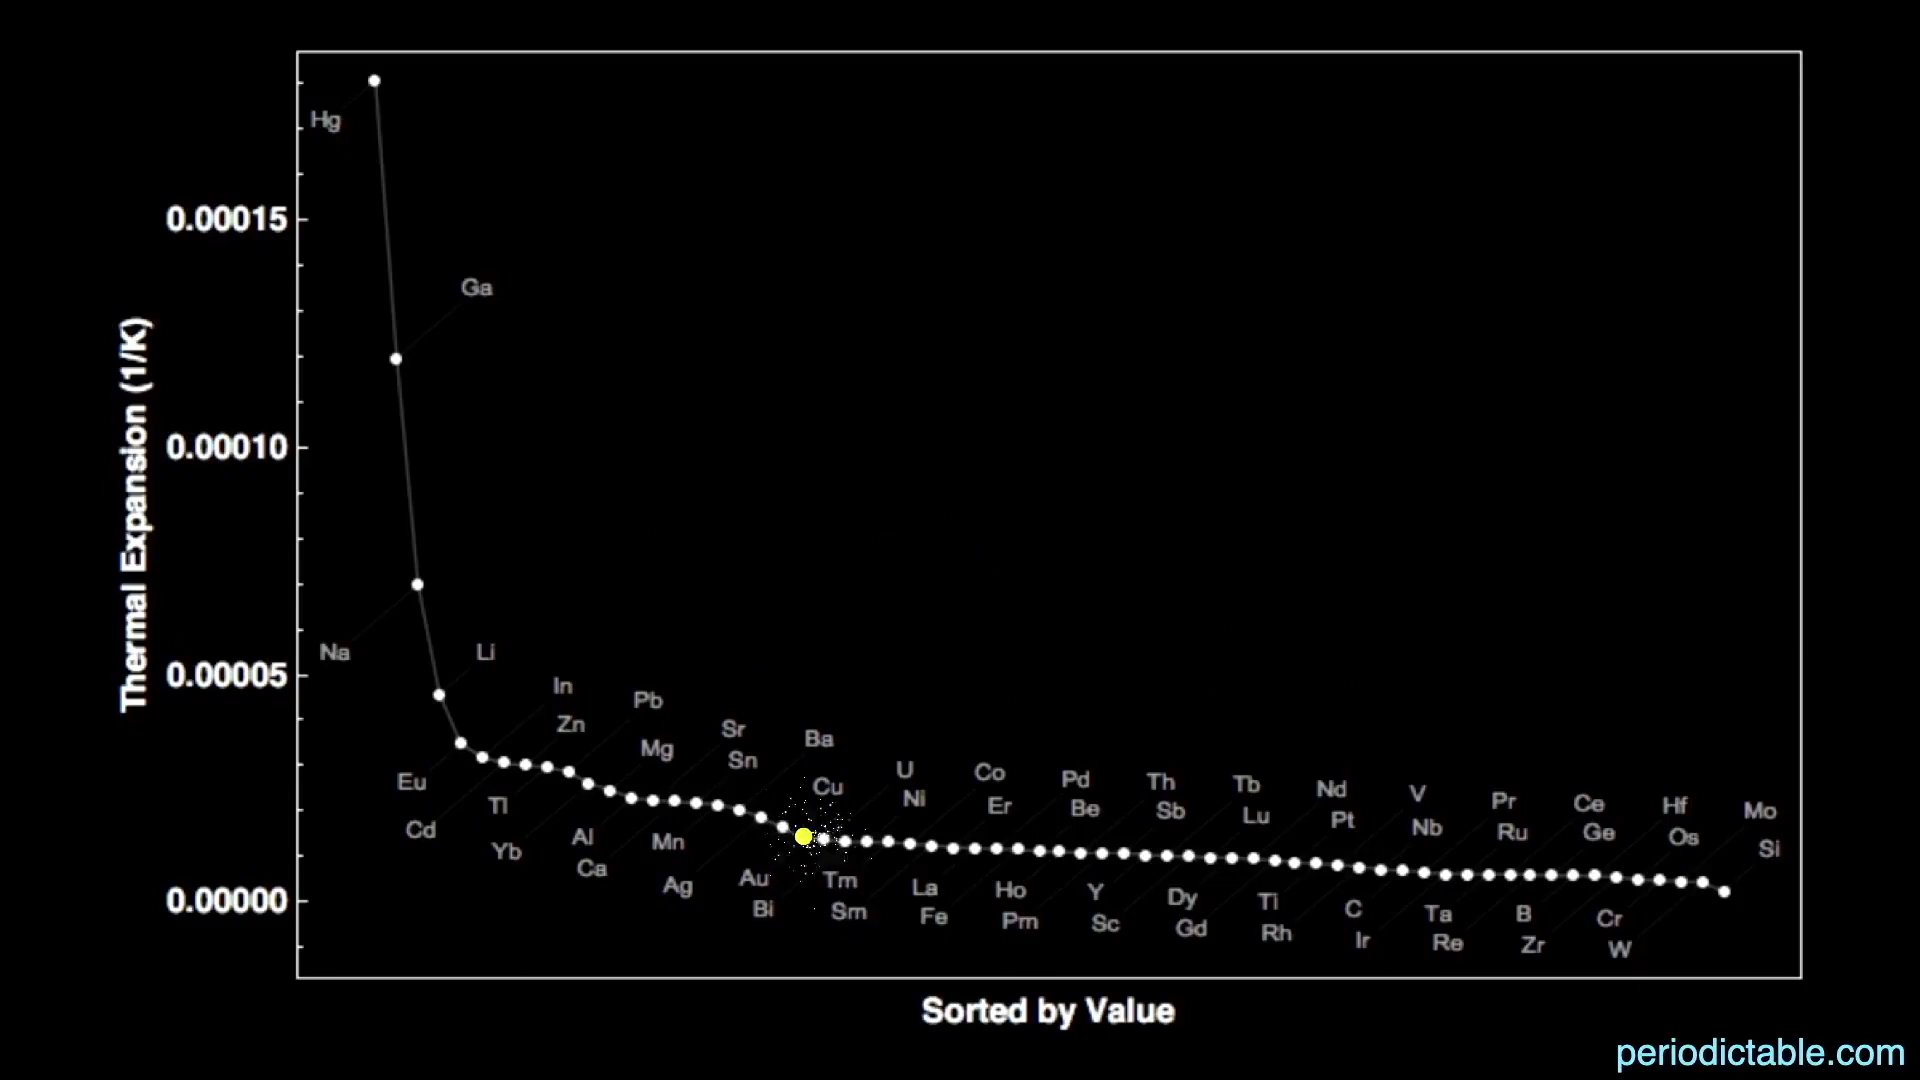 Hg
0.00015
Ga
Thermal Expansion (1/K)
0.00010
Na
Li
0.00005
In
Pb
Zn
Sr
Ba
Mg
Sn
Eu
Cu
U
Co
Pd
Th
Tb
Nd
V
Pr
Ce
Hf
Mo
Tl
Ni
Er
Be
Sb
Lu
Pt
Nb
Ru
Ge
Os
Si
Cd
Yb
Al
Ca
Mn
Ag
Au
Bi
Tm
Sm
La
Fe
Ho
Pm
Y
Sc
Dy
Gd
Ti
Rh
C
Ir
Ta
Re
B
Zr
Cr
W
0.00000
Sorted by Value
periodictable.com